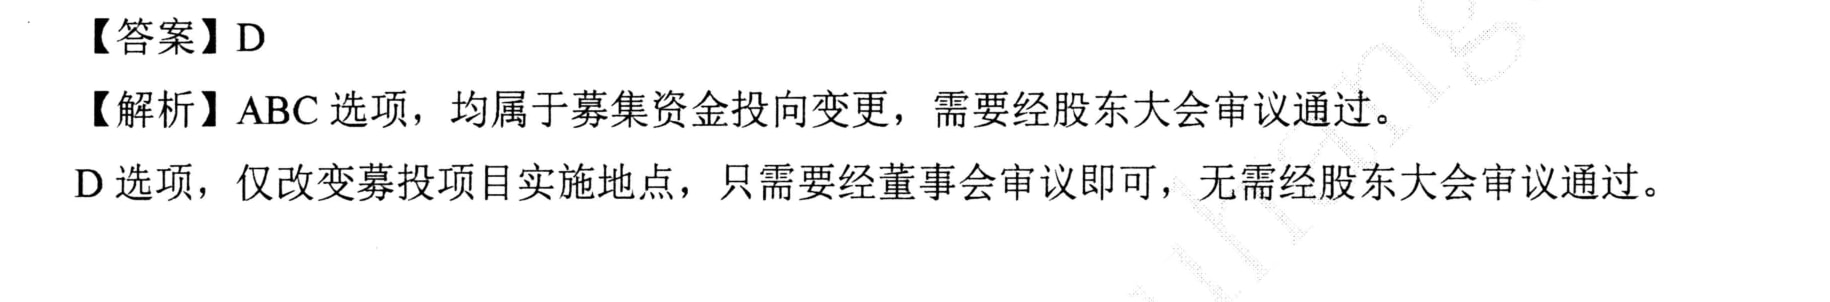 【答案】D
【解析】ABC 选项，均属于募集资金投向变更，需要经股东大会审议通过。
D 选项，仅改变募投项目实施地点，只需要经董事会审议即可，无需经股东大会审议通过。